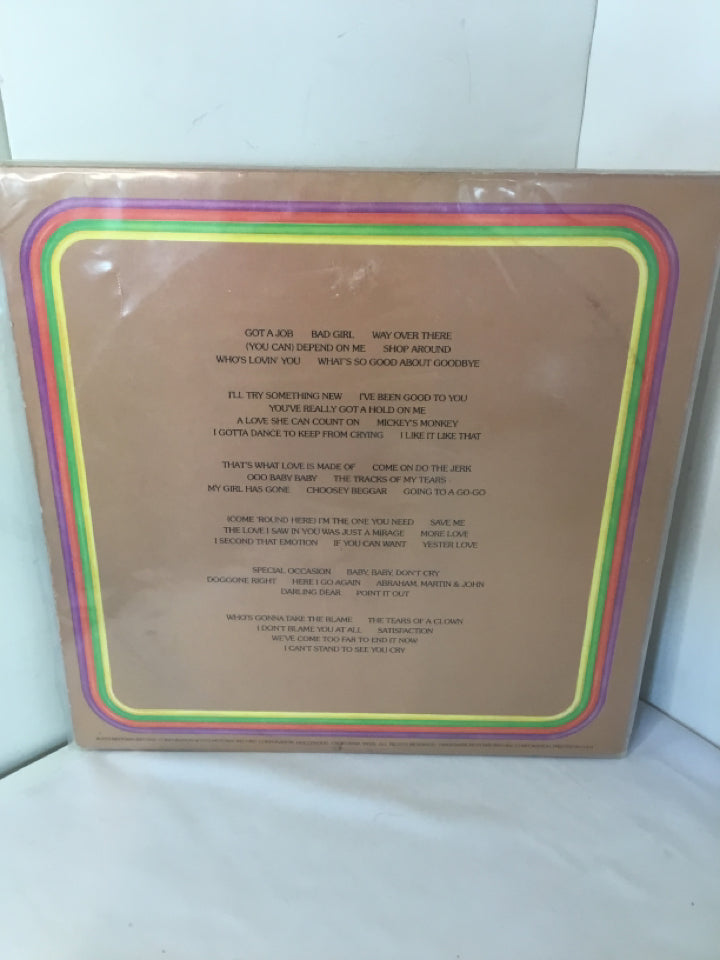 GOT A JOB BAD GIRL WAY OVER THERE
(YOU CAN) DEPEND ON ME SHOP AROUND
WHO'S LOVIN' YOU WHAT'S SO GOOD ABOUT GOODBYE
I'LL TRY SOMETHING NEW I'VE BEEN GOOD TO YOU
YOU'VE REALLY GOT A HOLD ON ME
A LOVE SHE CAN COUNT ON MICKEY'S MONKEY
I GOTTA DANCE TO KEEP FROM CRYING I LIKE IT LIKE THAT
THAT'S WHAT LOVE IS MADE OF COME ON DO THE JERK
OOO BABY BABY THE TRACKS OF MY TEARS
MY GIRL HAS GONE CHOOSEY BEGGAR GOING TO A GO-GO
(COME 'ROUND HERE) I'M THE ONE YOU NEED SAVE ME
THE LOVE I SAW IN YOU WAS JUST A MIRAGE MORE LOVE
I SECOND THAT EMOTION IF YOU CAN WANT YESTER LOVE
SPECIAL OCCASION BABY, BABY, DON'T CRY
DOGGONE RIGHT HERE I GO AGAIN ABRAHAM, MARTIN & JOHN
DARLING DEAR POINT IT OUT
WHO'S GONNA TAKE THE BLAME THE TEARS OF A CLOWN
I DON'T BLAME YOU AT ALL SATISFACTION
WE'VE COME TOO FAR TO END IT NOW
I CAN'T STAND TO SEE YOU CRY